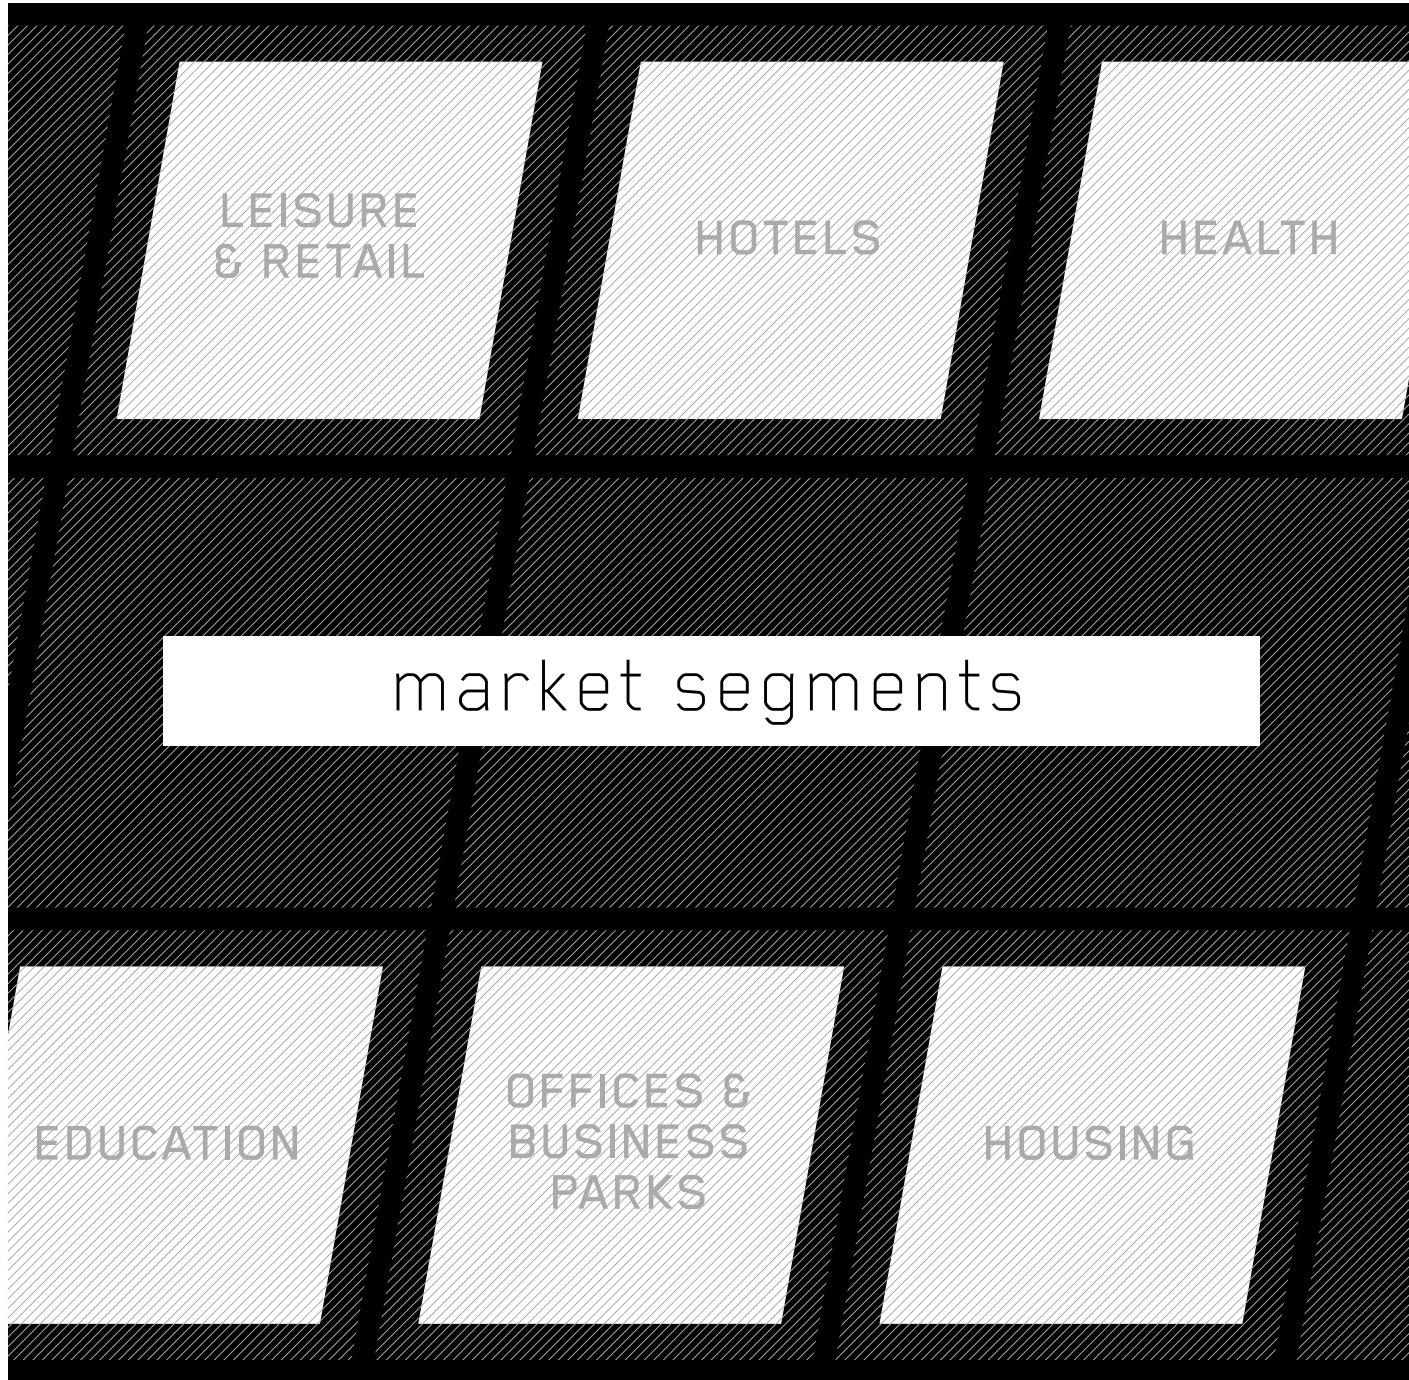 LEISURE
& RETAIL
HOTELS
HEALTH
market segments
EDUCATION
OFFICES &
BUSINESS
PARKS
HOUSING